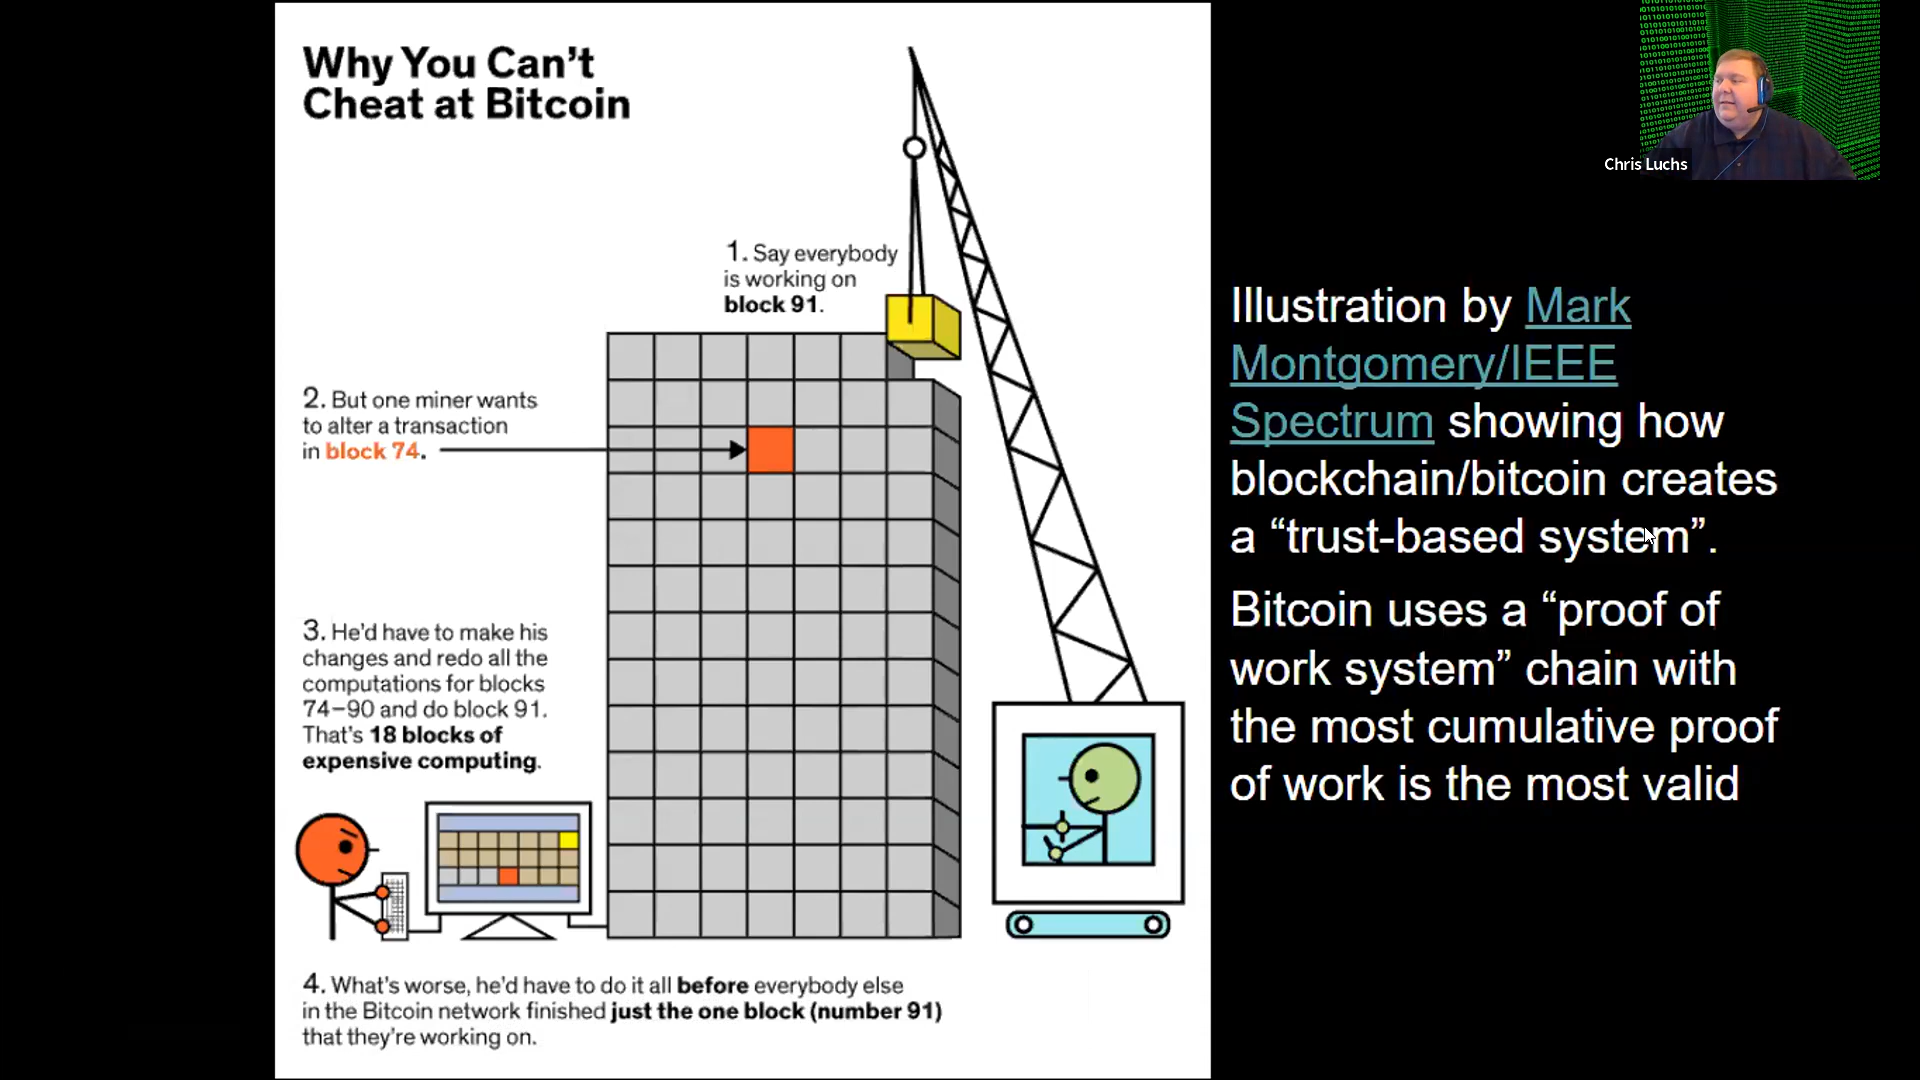 Why You Can't
Cheat at Bitcoin
1. Say everybody
is working on
block 91.
2. But one miner wants
to alter a transaction
in block 74.
3. He'd have to make his
changes and redo all the
computations for blocks
74–90 and do block 91.
That's 18 blocks of
expensive computing.
4. What's worse, he'd have to do it all before everybody else
in the Bitcoin network finished just the one block (number 91)
that they're working on.
Chris Luchs
Illustration by Mark
Montgomery/IEEE
Spectrum showing how
blockchain/bitcoin creates
a “trust-based system”.
Bitcoin uses a “proof of
work system” chain with
the most cumulative proof
of work is the most valid